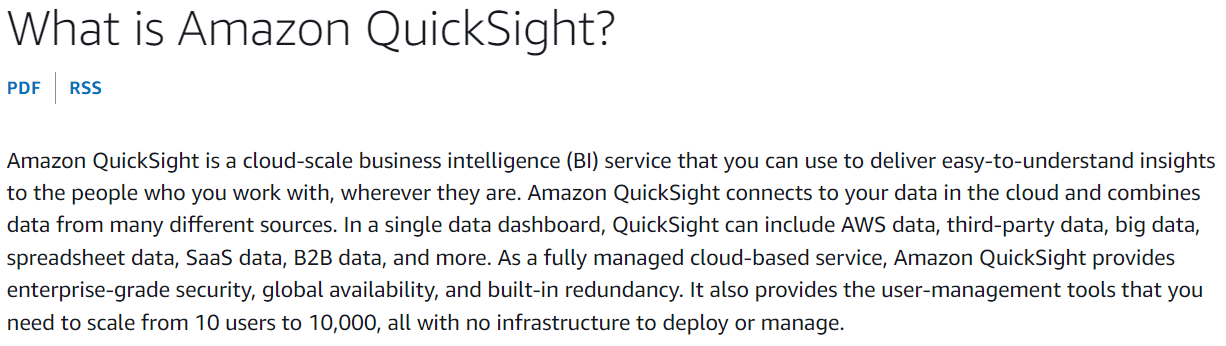 What is Amazon QuickSight?
PDF
RSS
Amazon QuickSight is a cloud-scale business intelligence (BI) service that you can use to deliver easy-to-understand insights
to the people who you work with, wherever they are. Amazon QuickSight connects to your data in the cloud and combines
data from many different sources. In a single data dashboard, QuickSight can include AWS data, third-party data, big data,
spreadsheet data, SaaS data, B2B data, and more. As a fully managed cloud-based service, Amazon QuickSight provides
enterprise-grade security, global availability, and built-in redundancy. It also provides the user-management tools that you
need to scale from 10 users to 10,000, all with no infrastructure to deploy or manage.